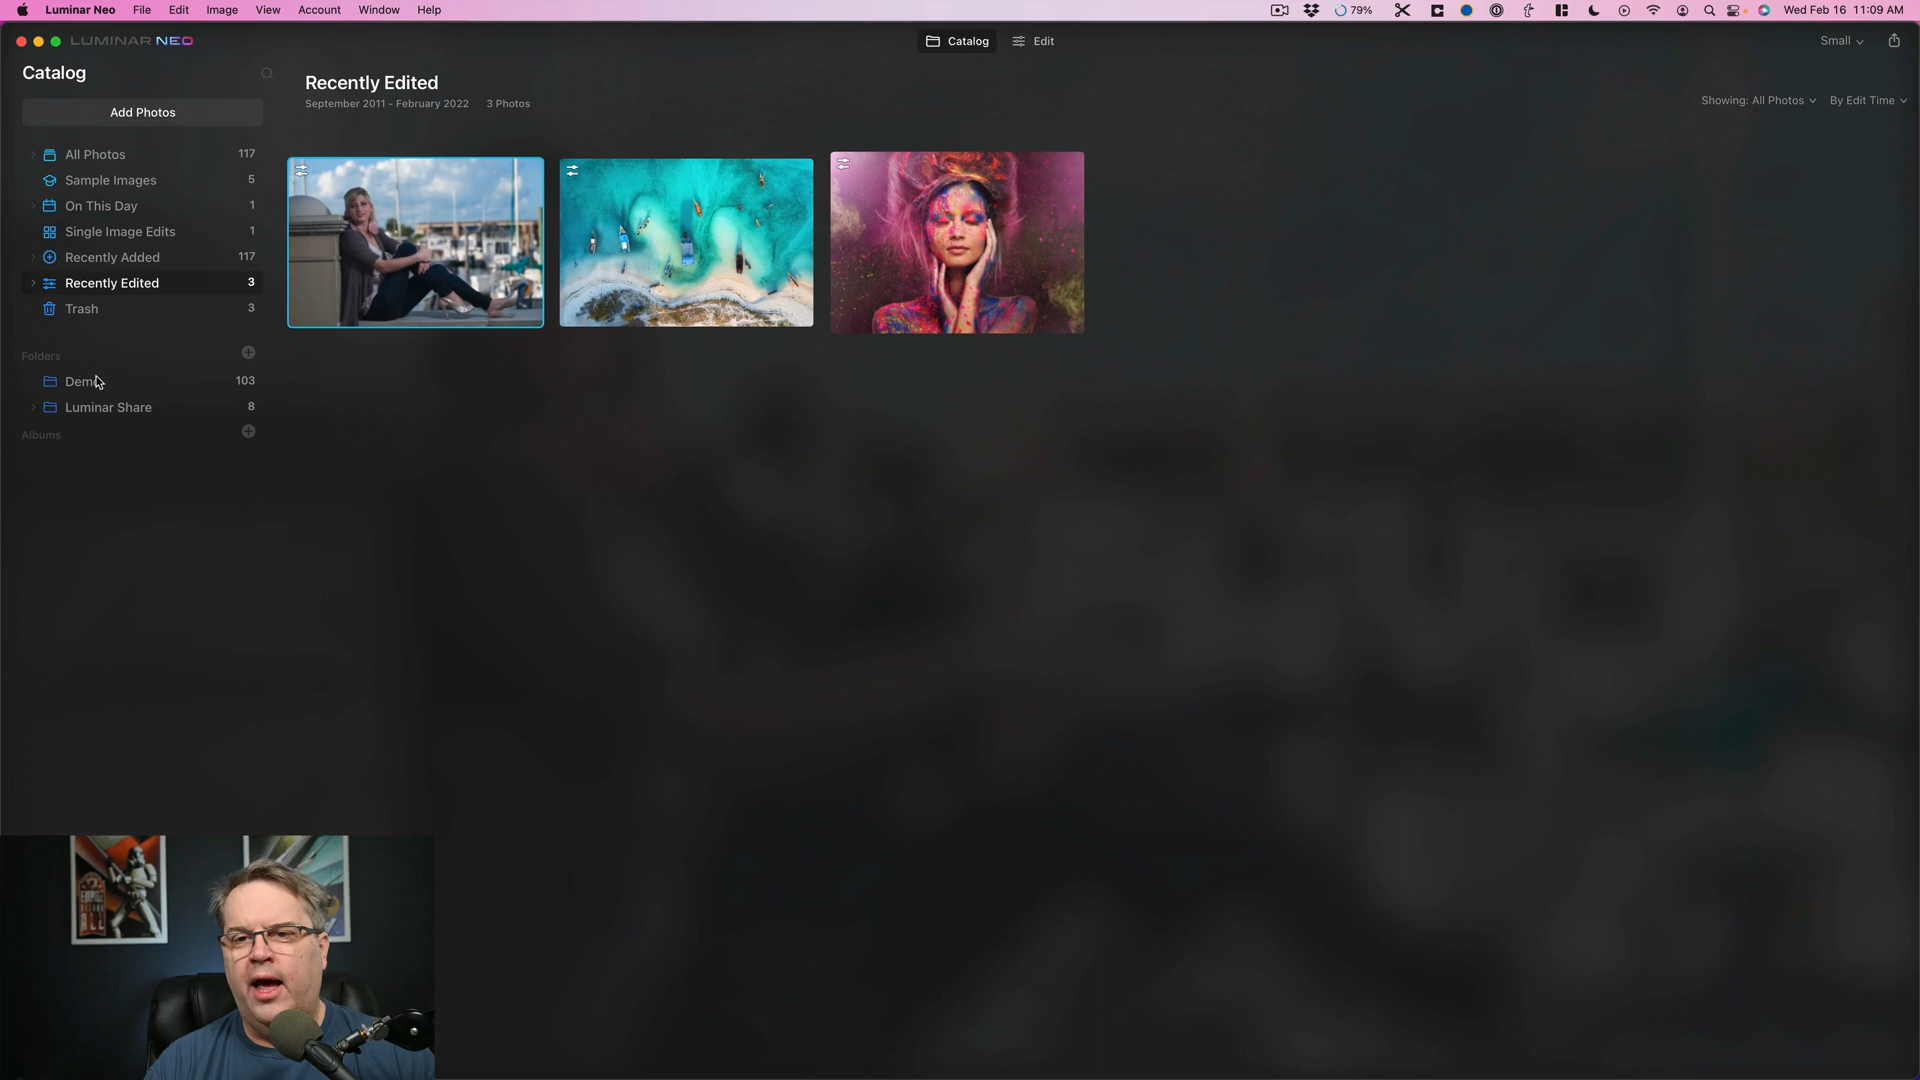 Luminar Neo File Edit Image View Account Window Help 79% Wed Feb 16 11:09 AM
LUMINAR NEO Catalog Edit Small
Catalog
Add Photos
All Photos 117
Sample Images 5
On This Day 1
Single Image Edits 1
Recently Added 117
Recently Edited 3
Trash 3
Folders
Demo 103
Luminar Share 8
Albums
Recently Edited
September 2011 - February 2022 3 Photos
Showing: All Photos By Edit Time